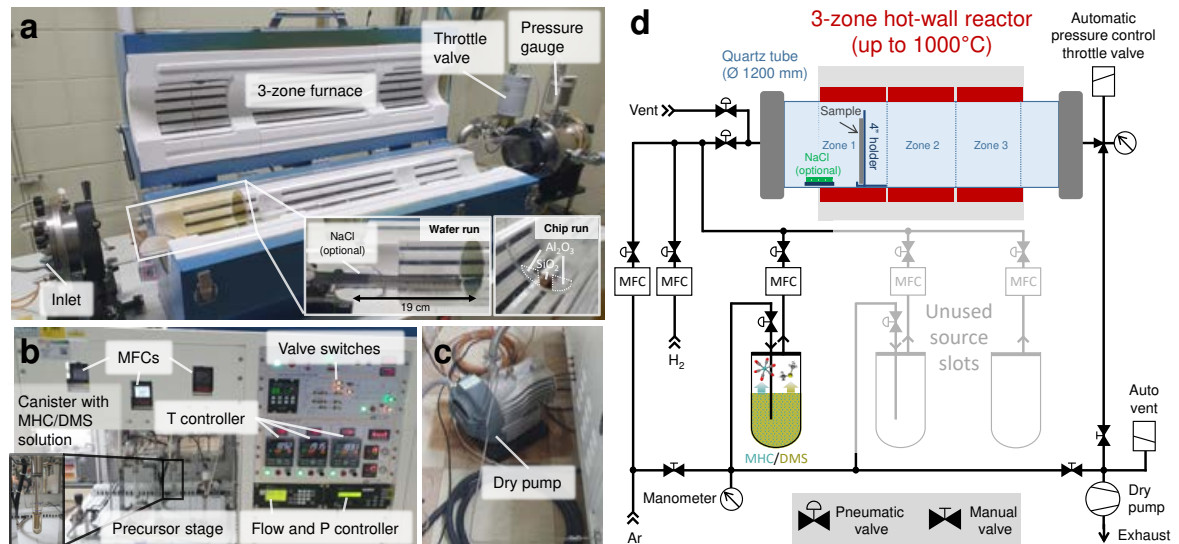 a
Throttle
valve
Pressure
gauge
3-zone furnace
NaCl
(optional)
Wafer run
19 cm
Chip run
Al2O3
SiO2
Inlet
b
MFCs
Valve switches
Canister with
MHC/DMS
solution
T controller
Precursor stage
Flow and P controller
c
Dry pump
d
3-zone hot-wall reactor
(up to 1000°C)
Automatic
pressure control
throttle valve
Quartz tube
(Ø 1200 mm)
Vent
Sample
Zone 1
4" holder
Zone 2
Zone 3
NaCl
(optional)
MFC
MFC
MFC
MFC
MFC
H2
Unused
source
slots
MHC/DMS
Auto
vent
Manometer
Dry
pump
Ar
Pneumatic
valve
Manual
valve
Exhaust